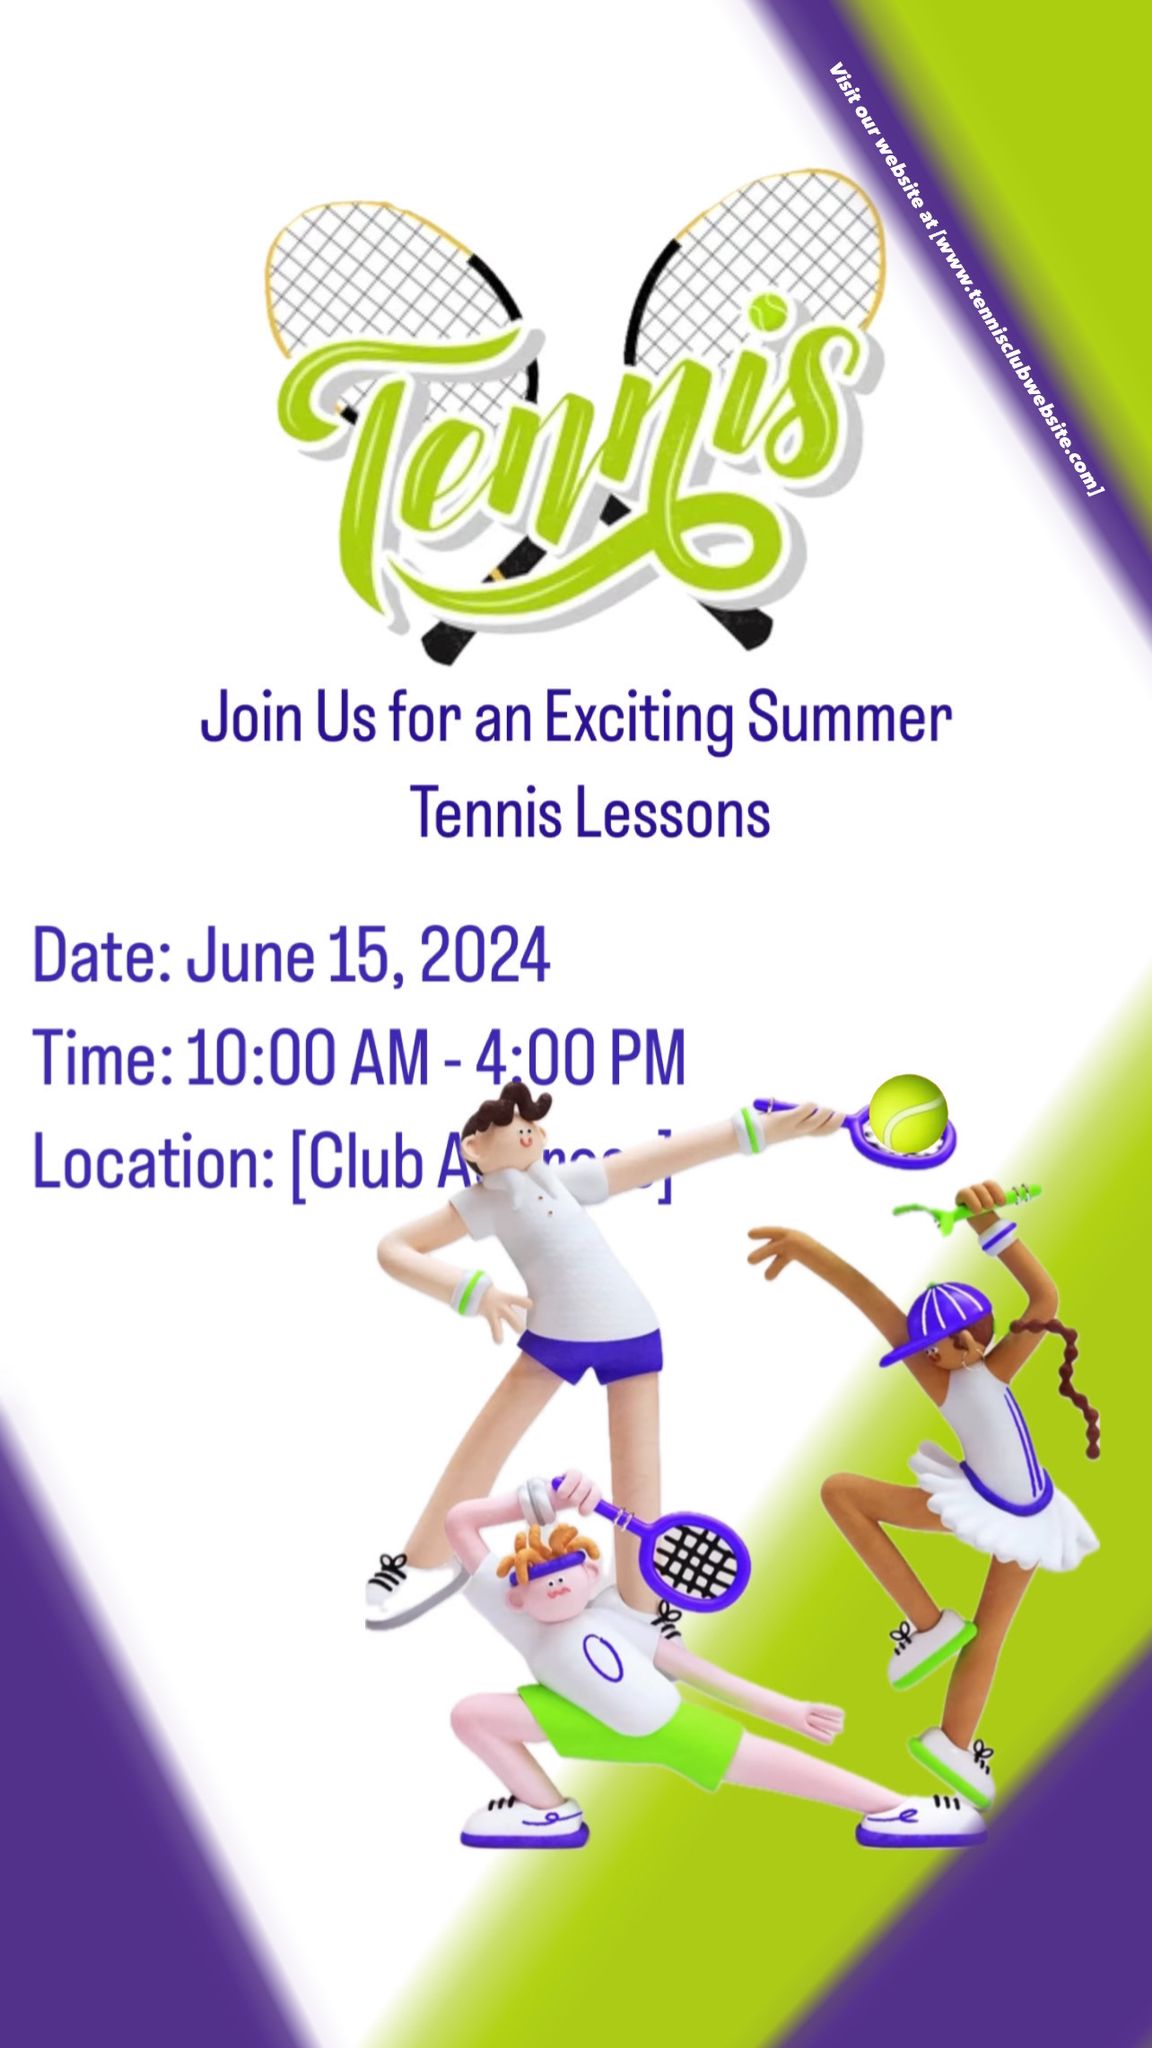 Visit our website at [www.tennisclubwebsite.com]
Tennis
Join Us for an Exciting Summer
Tennis Lessons
Date: June 15, 2024
Time: 10:00 AM - 4:00 PM
Location: [Club